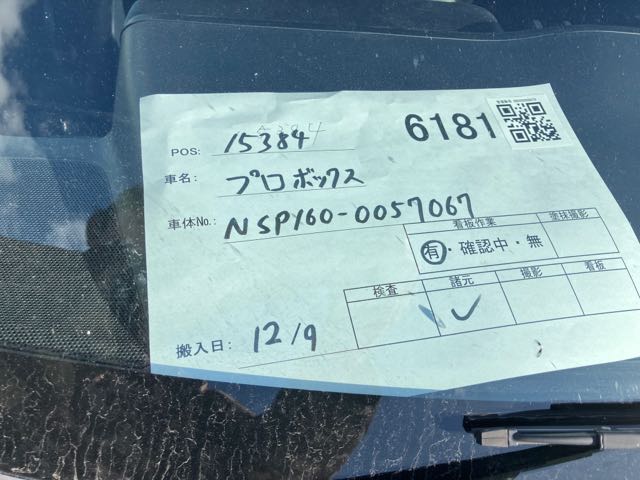 6181
POS: 15384
車名: プロボックス
車体No.: NSP160-0057067
看板作業 塗抹撮影
有・確認中・無
検査 諸元 撮影 看板
搬入日: 12/9